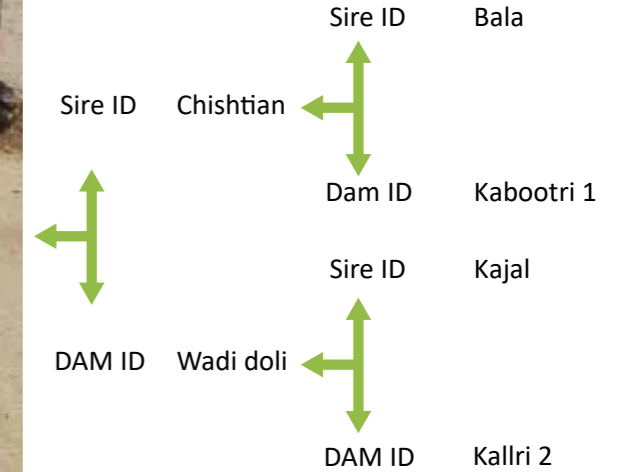 Sire ID Bala
Sire ID Chishtian
Dam ID Kabootri 1
Sire ID Kajal
DAM ID Wadi doli
DAM ID Kallri 2